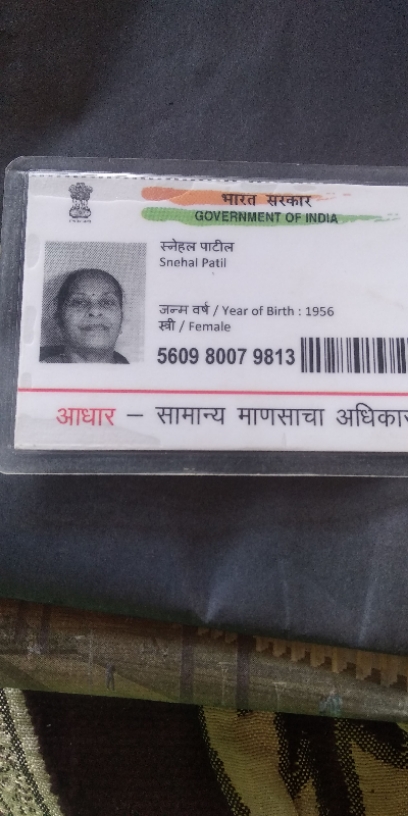 भारत सरकार
GOVERNMENT OF INDIA
स्नेहल पाटील
Snehal Patil
जन्म वर्ष / Year of Birth : 1956
स्त्री / Female
5609 8007 9813
आधार – सामान्य माणसाचा